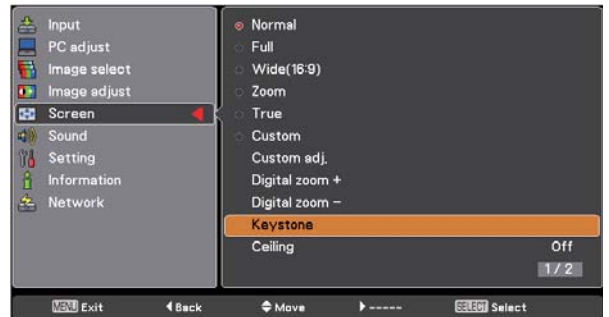 Input
PC adjust
Image select
Image adjust
Screen
Sound
Setting
Information
Network
Normal
Full
Wide(16:9)
Zoom
True
Custom
Custom adj.
Digital zoom +
Digital zoom –
Keystone
Ceiling Off
1 / 2
MENU Exit Back Move ----- SELECT Select